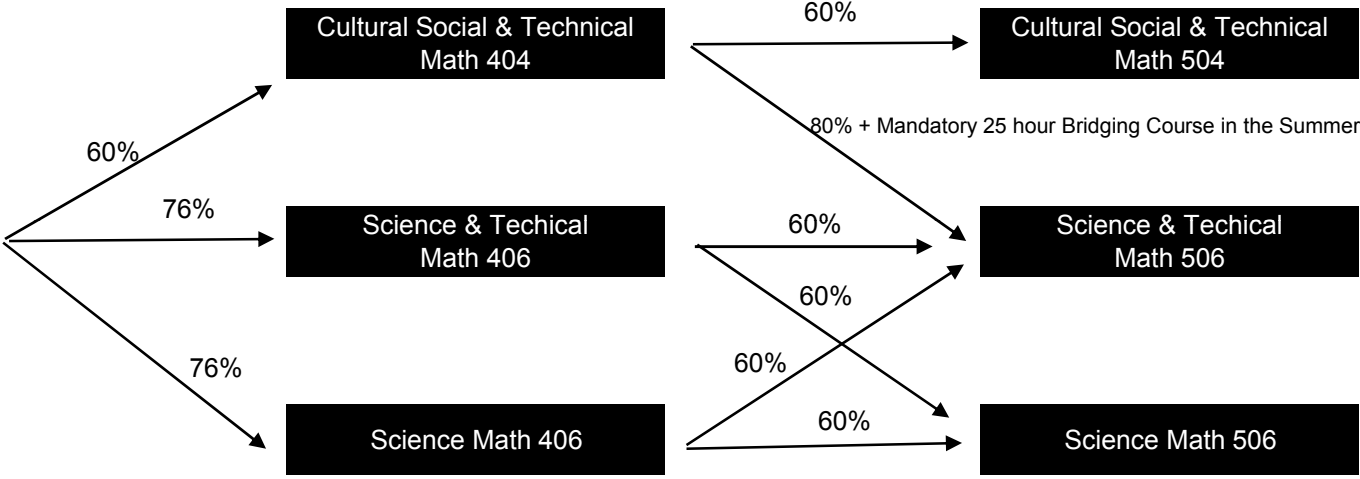 60%
Cultural Social & Technical
Math 404
Cultural Social & Technical
Math 504
80% + Mandatory 25 hour Bridging Course in the Summer
60%
76%
Science & Techical
Math 406
60%
Science & Techical
Math 506
60%
76%
60%
Science Math 406
60%
Science Math 506